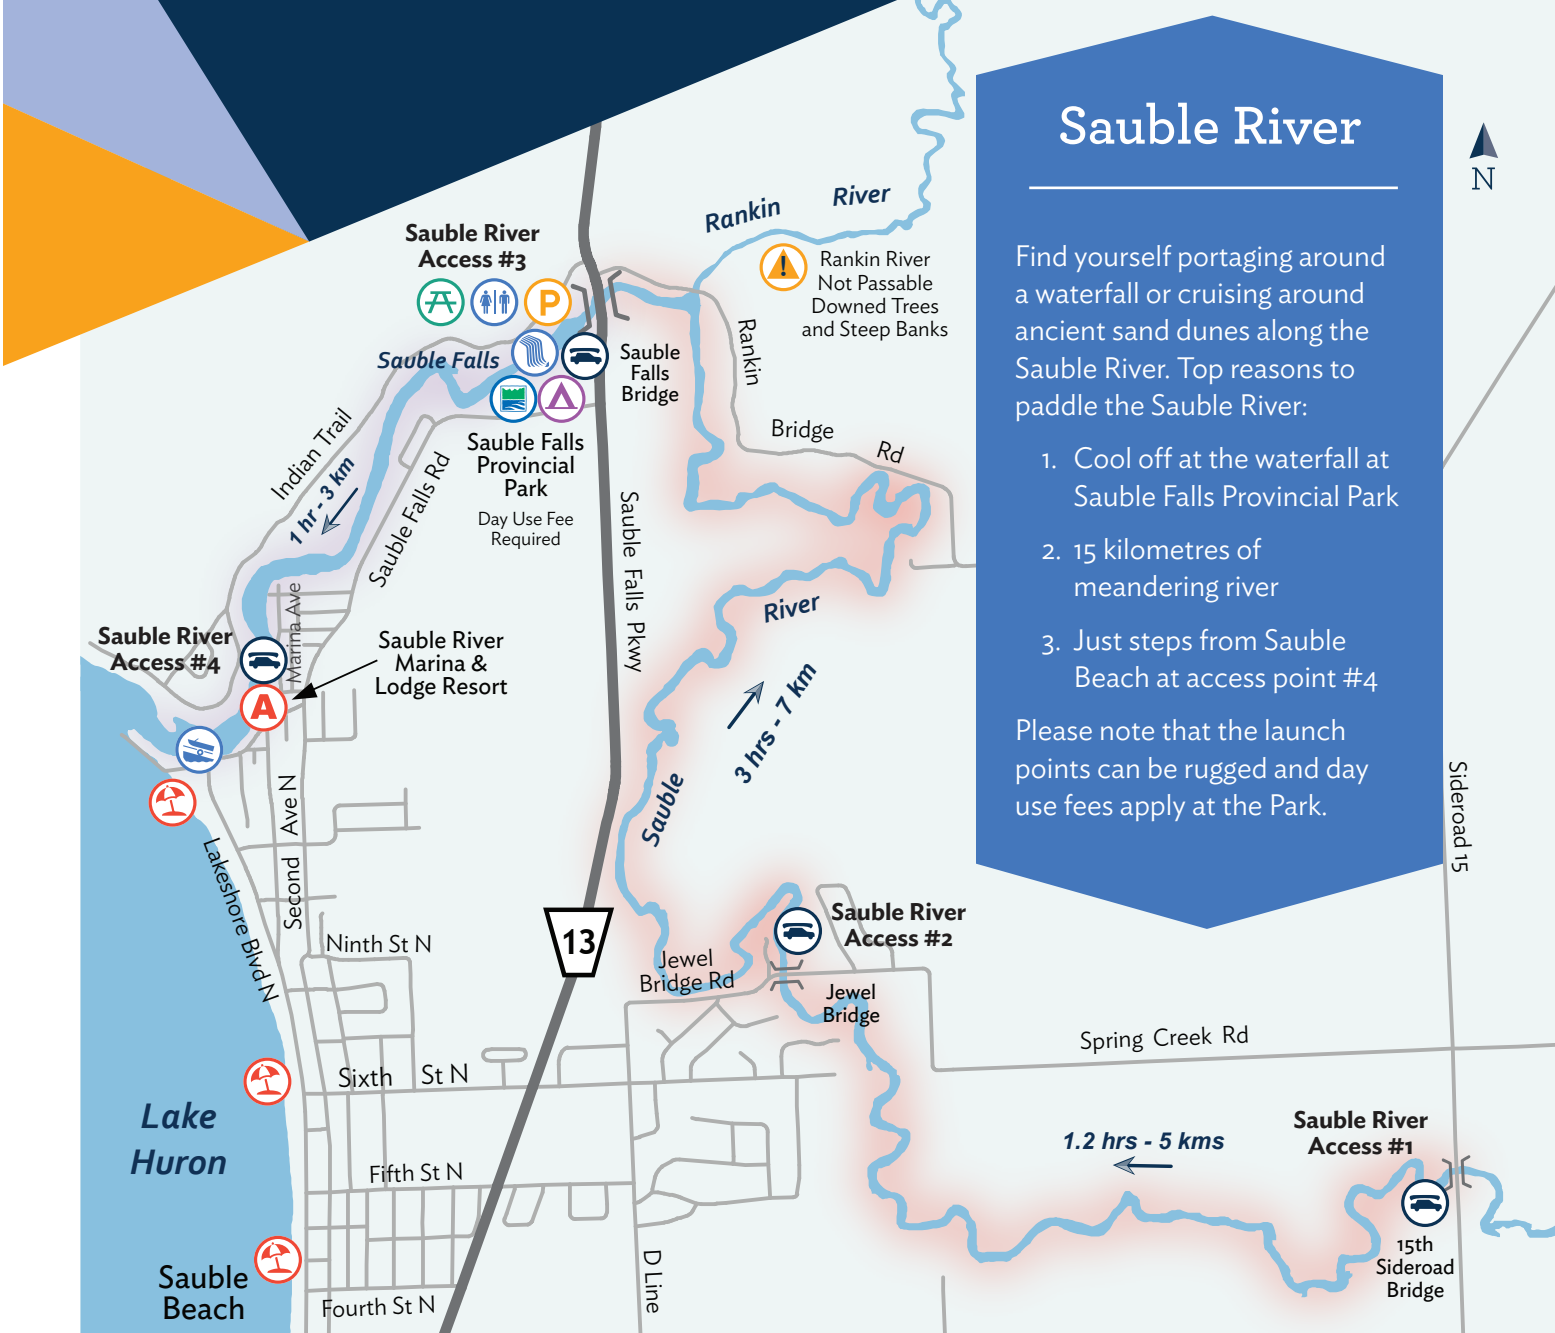 Sauble River
N
Find yourself portaging around
a waterfall or cruising around
ancient sand dunes along the
Sauble River. Top reasons to
paddle the Sauble River:
1. Cool off at the waterfall at
Sauble Falls Provincial Park
2. 15 kilometres of
meandering river
3. Just steps from Sauble
Beach at access point #4
Please note that the launch
points can be rugged and day
use fees apply at the Park.
Rankin River
Rankin River
Not Passable
Downed Trees
and Steep Banks
Sauble River
Access #3
P
Sauble Falls
Sauble
Falls
Bridge
Sauble Falls
Provincial
Park
Day Use Fee
Required
Rankin
Bridge
Rd
Indian Trail
1 hr - 3 km
Sauble Falls Rd
Sauble Falls Pkwy
Marina Ave
Sauble River
Access #4
A
Sauble River
Marina &
Lodge Resort
River
3 hrs - 7 km
Sauble
Sideroad 15
Lakeshore Blvd N
Second Ave N
13
Ninth St N
Jewel
Bridge Rd
Sauble River
Access #2
Jewel
Bridge
Spring Creek Rd
Sixth St N
Lake
Huron
Fifth St N
1.2 hrs - 5 kms
Sauble River
Access #1
15th
Sideroad
Bridge
D Line
Sauble
Beach
Fourth St N